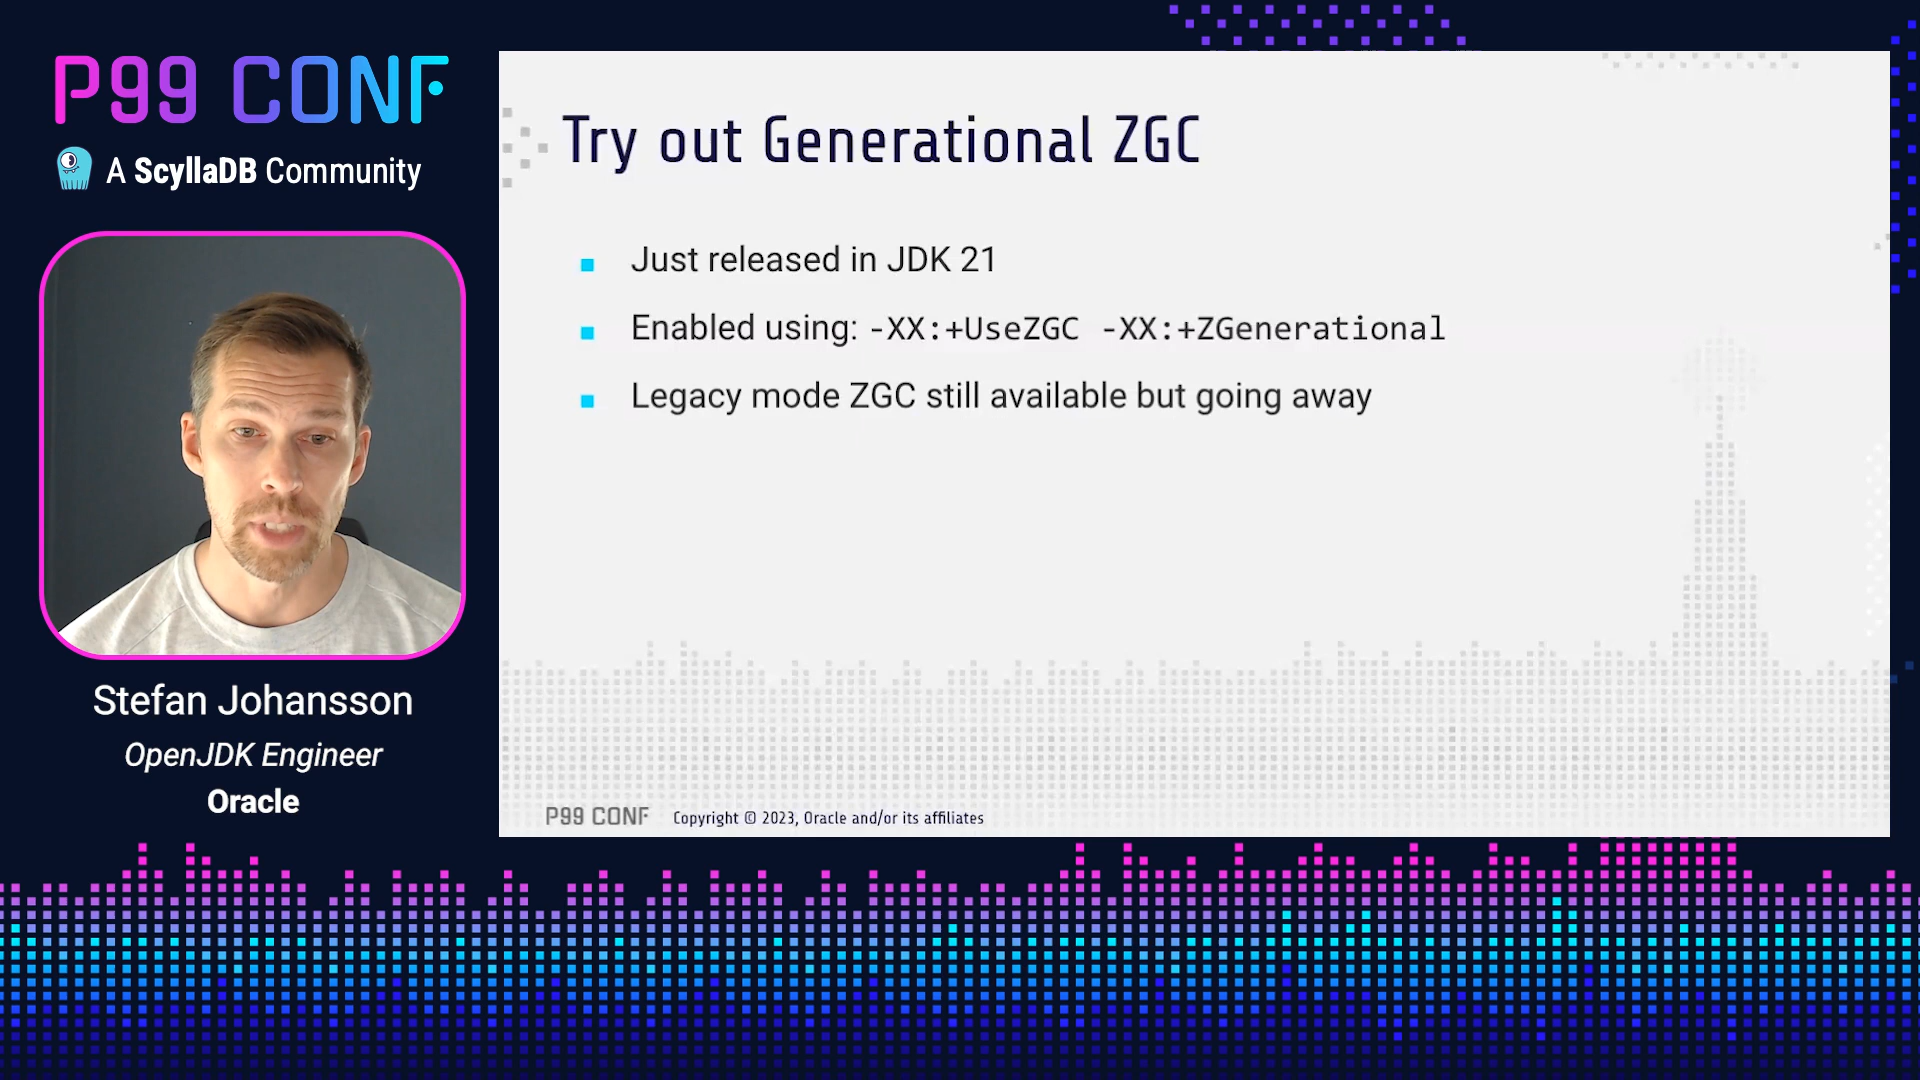 P99 CONF
A ScyllaDB Community
Stefan Johansson
OpenJDK Engineer
Oracle
Try out Generational ZGC
Just released in JDK 21
Enabled using: -XX:+UseZGC -XX:+ZGenerational
Legacy mode ZGC still available but going away
P99 CONF Copyright © 2023, Oracle and/or its affiliates